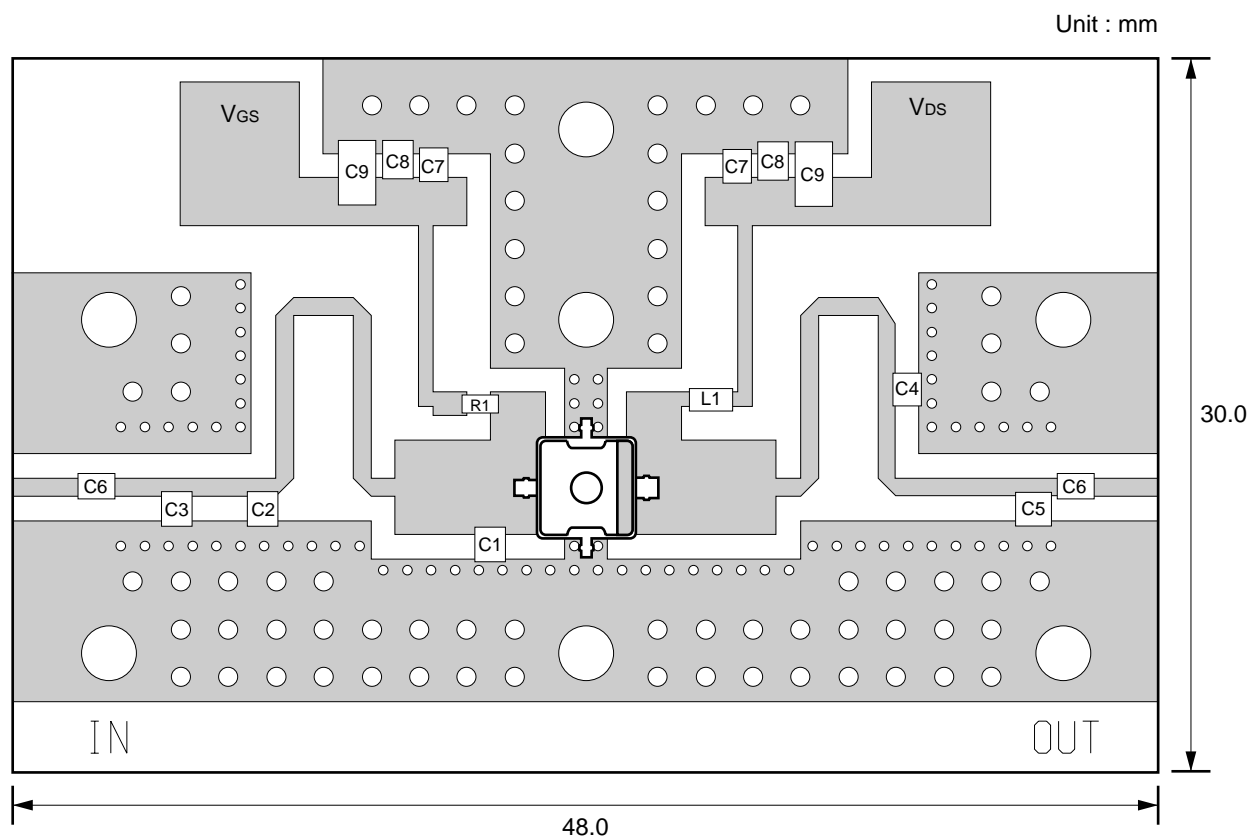 Unit : mm
VGS
VDS
C9 C8 C7
C7 C8 C9
R1
L1
C4
C6
C6
C3
C2
C5
C1
30.0
IN
OUT
48.0